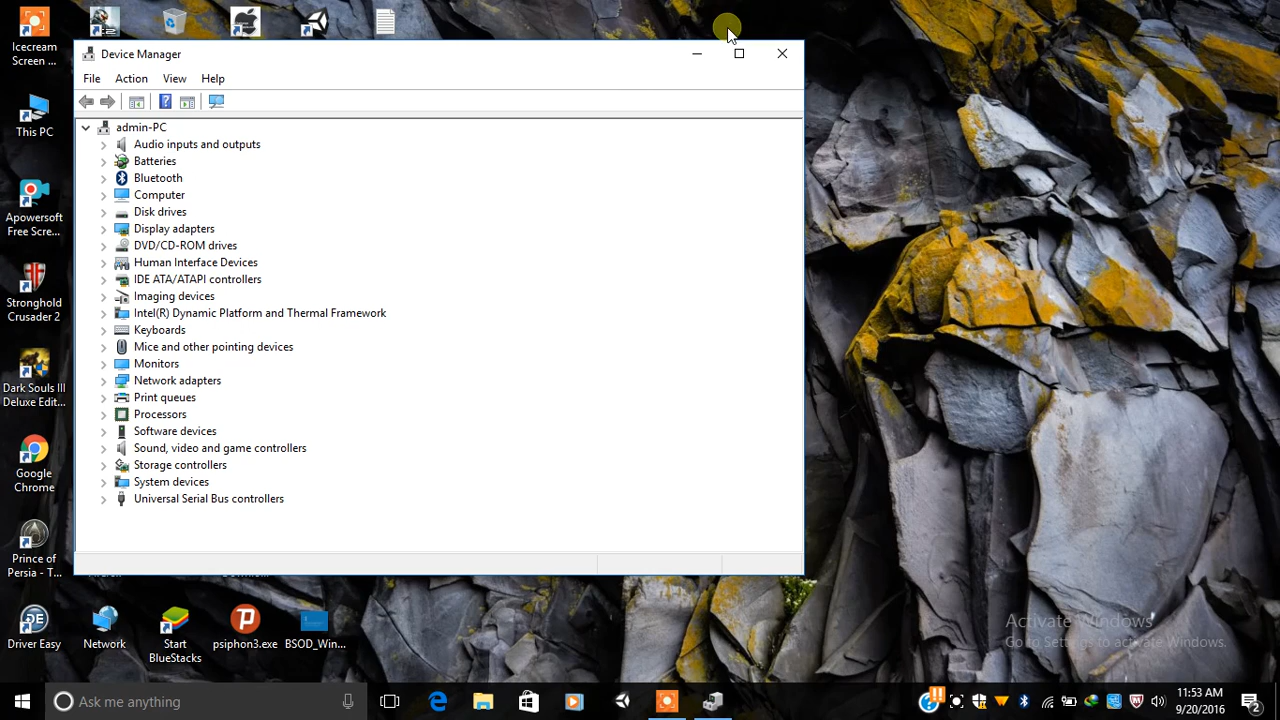 Device Manager
File Action View Help
admin-PC
Audio inputs and outputs
Batteries
Bluetooth
Computer
Disk drives
Display adapters
DVD/CD-ROM drives
Human Interface Devices
IDE ATA/ATAPI controllers
Imaging devices
Intel(R) Dynamic Platform and Thermal Framework
Keyboards
Mice and other pointing devices
Monitors
Network adapters
Print queues
Processors
Software devices
Sound, video and game controllers
Storage controllers
System devices
Universal Serial Bus controllers
Icecream
Screen ...
This PC
Apowersoft
Free Scre...
Stronghold
Crusader 2
Dark Souls III
Deluxe Edit...
Google
Chrome
Prince of
Persia - T...
Driver Easy
Network
Start
BlueStacks
psiphon3.exe
BSOD_Win...
Activate Windows
Go to Settings to activate Windows.
Ask me anything
11:53 AM
9/20/2016
2